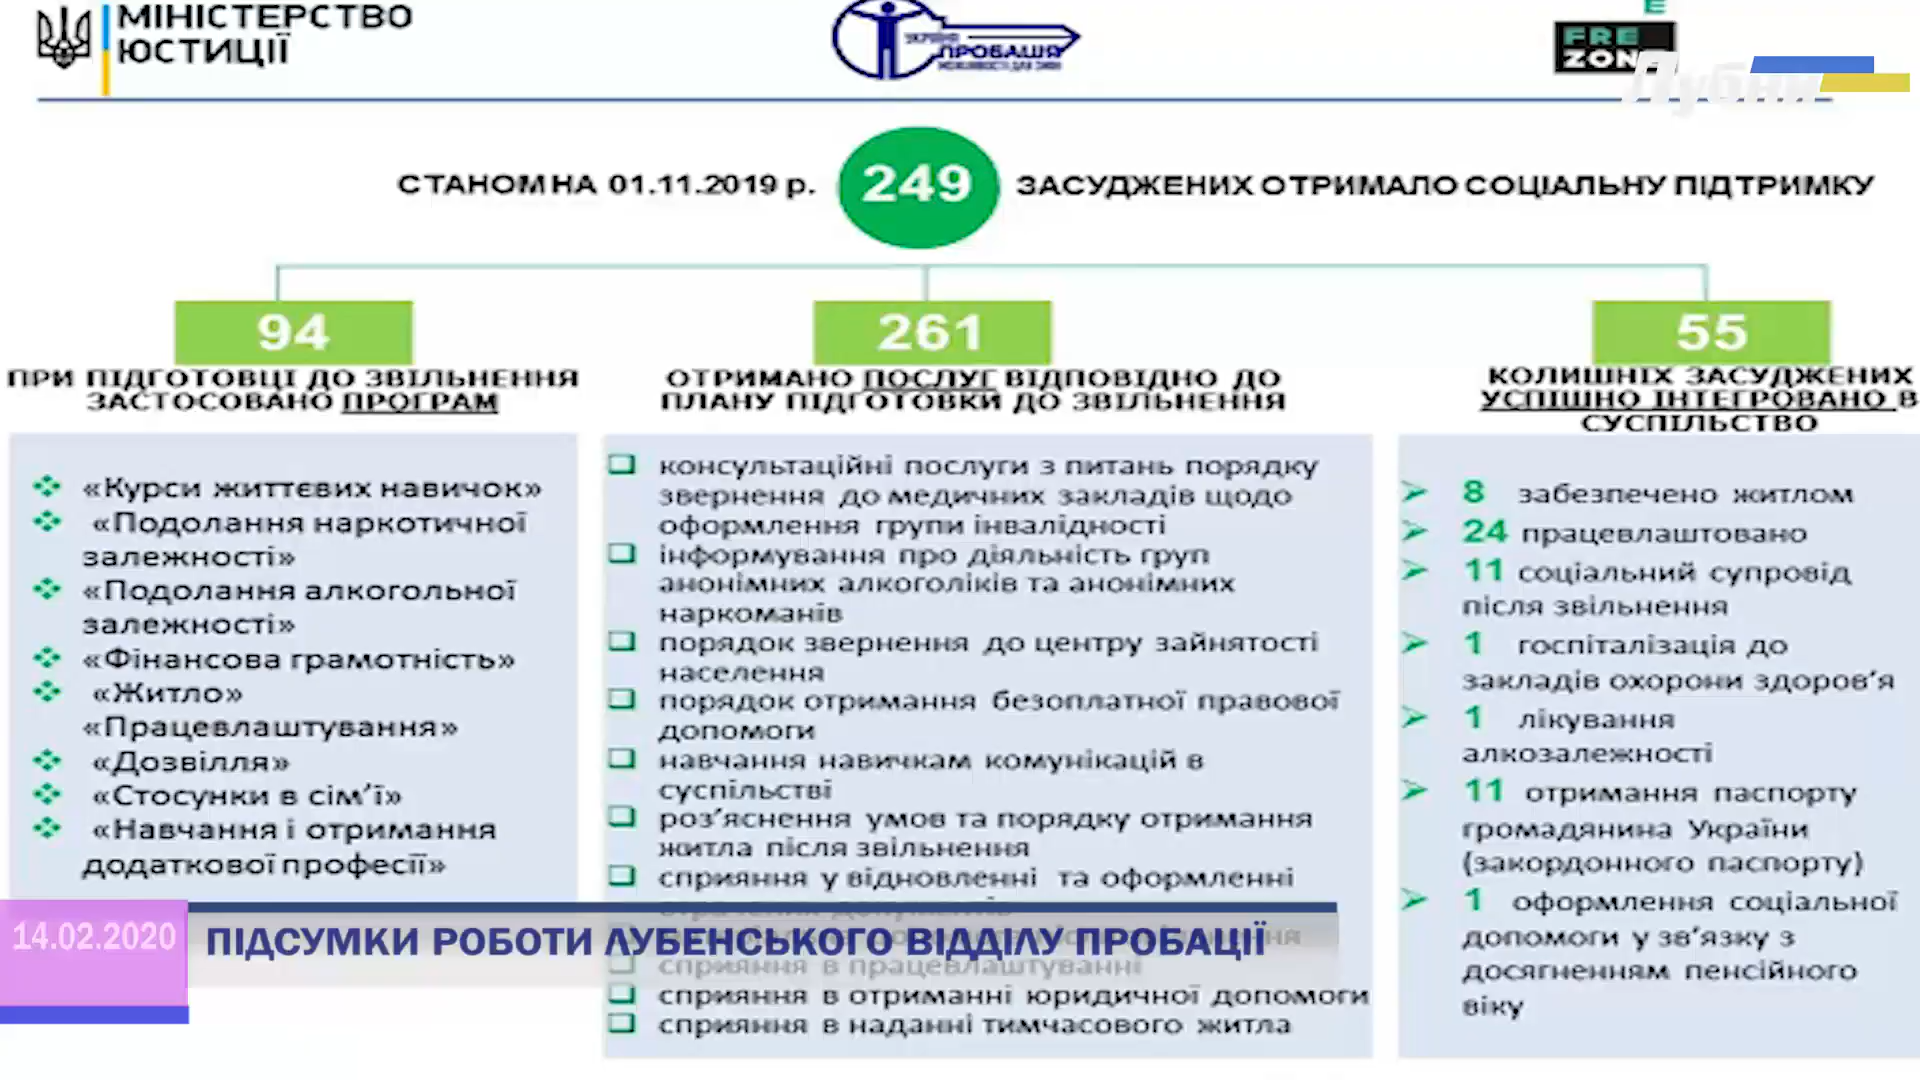 МІНІСТЕРСТВО
ЮСТИЦІЇ
УКРАЇНИ
ПРОБАЦІЯ
FREE
ZONE
Лубни
СТАНОМ НА 01.11.2019 р.
249
ЗАСУДЖЕНИХ ОТРИМАЛО СОЦІАЛЬНУ ПІДТРИМКУ
94
ПРИ ПІДГОТОВЦІ ДО ЗВІЛЬНЕННЯ
ЗАСТОСОВАНО ПРОГРАМ
«Курси життєвих навичок»
«Подолання наркотичної
залежності»
«Подолання алкогольної
залежності»
«Фінансова грамотність»
«Житло»
«Працевлаштування»
«Дозвілля»
«Стосунки в сім'ї»
«Навчання і отримання
додаткової професії»
261
ОТРИМАНО ПОСЛУГ ВІДПОВІДНО ДО
ПЛАНУ ПІДГОТОВКИ ДО ЗВІЛЬНЕННЯ
консультаційні послуги з питань порядку
звернення до медичних закладів щодо
оформлення групи інвалідності
інформування про діяльність груп
анонімних алкоголіків та анонімних
наркоманів
порядок звернення до центру зайнятості
населення
порядок отримання безоплатної правової
допомоги
навчання навичкам комунікацій в
суспільстві
роз'яснення умов та порядку отримання
житла після звільнення
сприяння у відновленні та оформленні
сприяння в працевлаштуванні
сприяння в отриманні юридичної допомоги
сприяння в наданні тимчасового житла
55
КОЛИШНІХ ЗАСУДЖЕНИХ
УСПІШНО ІНТЕГРОВАНО В
СУСПІЛЬСТВО
8 забезпечено житлом
24 працевлаштовано
11 соціальний супровід
після звільнення
1 госпіталізація до
закладів охорони здоров'я
1 лікування
алкозалежності
11 отримання паспорту
громадянина України
(закордонного паспорту)
1 оформлення соціальної
допомоги у зв'язку з
досягненням пенсійного
віку
14.02.2020
ПІДСУМКИ РОБОТИ ЛУБЕНСЬКОГО ВІДДІЛУ ПРОБАЦІЇ